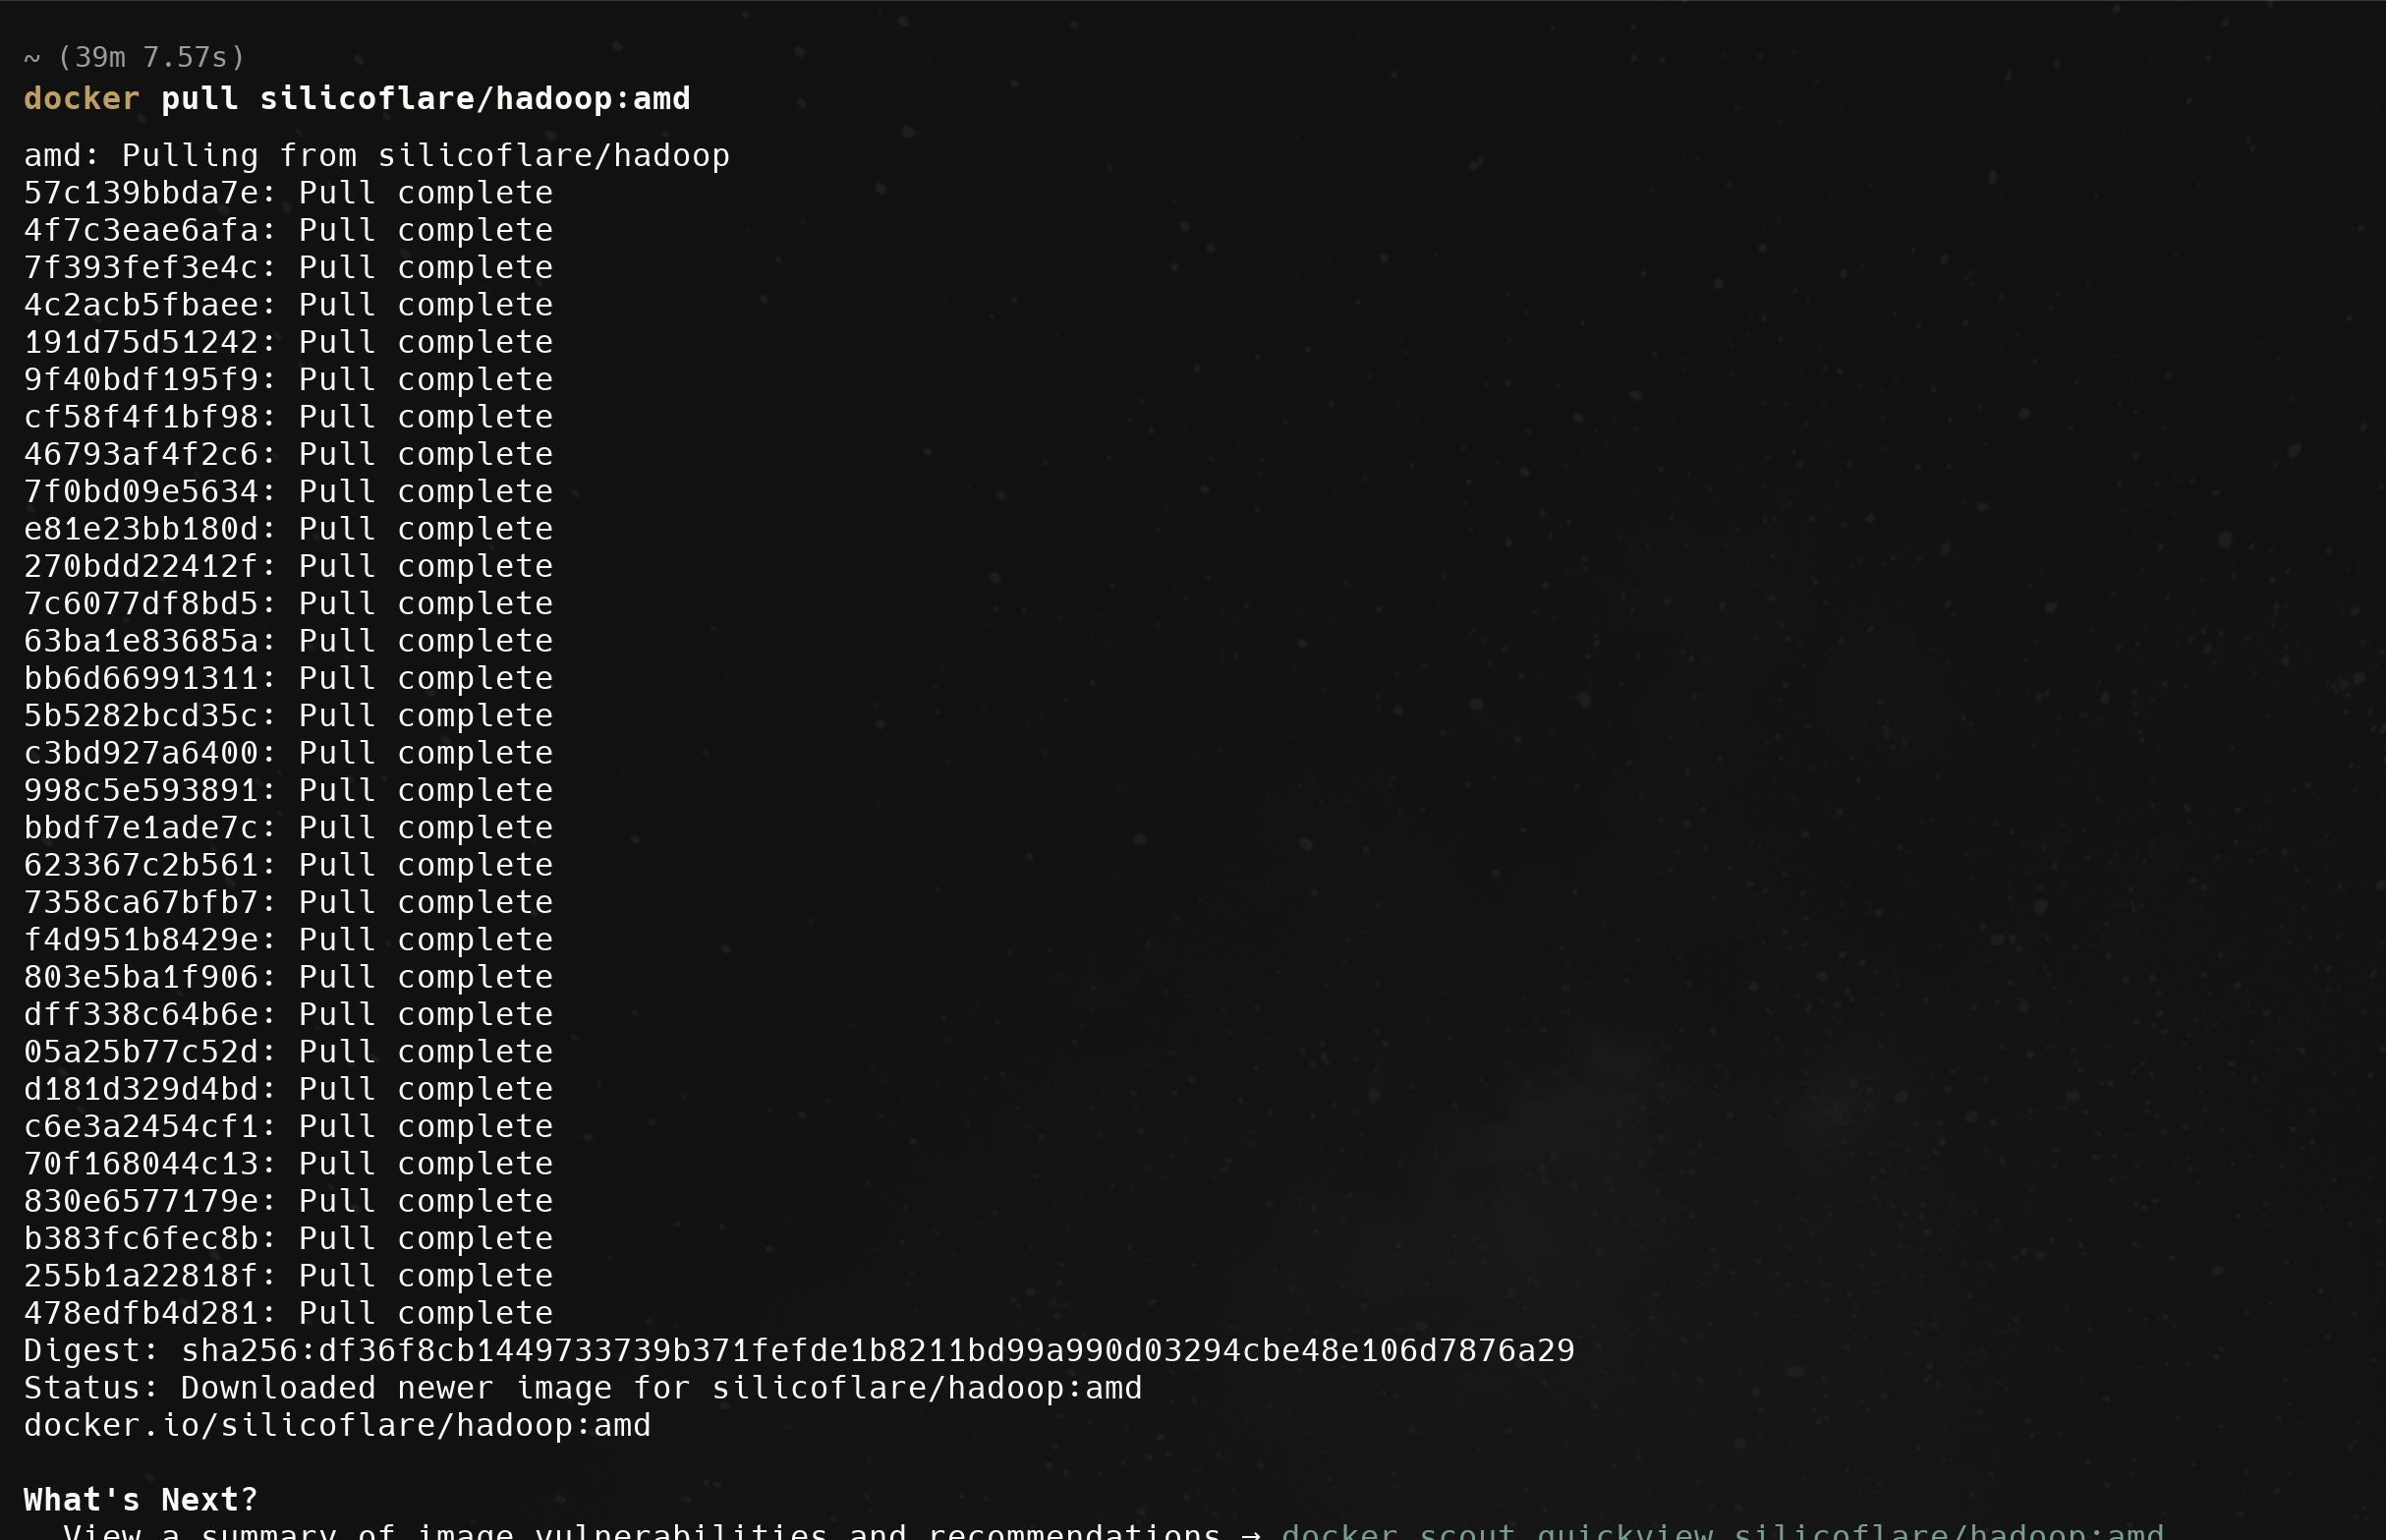 ~ (39m 7.57s)
docker pull silicoflare/hadoop:amd
amd: Pulling from silicoflare/hadoop
57c139bbda7e: Pull complete
4f7c3eae6afa: Pull complete
7f393fef3e4c: Pull complete
4c2acb5fbaee: Pull complete
191d75d51242: Pull complete
9f40bdf195f9: Pull complete
cf58f4f1bf98: Pull complete
46793af4f2c6: Pull complete
7f0bd09e5634: Pull complete
e81e23bb180d: Pull complete
270bdd22412f: Pull complete
7c6077df8bd5: Pull complete
63ba1e83685a: Pull complete
bb6d66991311: Pull complete
5b5282bcd35c: Pull complete
c3bd927a6400: Pull complete
998c5e593891: Pull complete
bbdf7e1ade7c: Pull complete
623367c2b561: Pull complete
7358ca67bfb7: Pull complete
f4d951b8429e: Pull complete
803e5ba1f906: Pull complete
dff338c64b6e: Pull complete
05a25b77c52d: Pull complete
d181d329d4bd: Pull complete
c6e3a2454cf1: Pull complete
70f168044c13: Pull complete
830e6577179e: Pull complete
b383fc6fec8b: Pull complete
255b1a22818f: Pull complete
478edfb4d281: Pull complete
Digest: sha256:df36f8cb1449733739b371fefde1b8211bd99a990d03294cbe48e106d7876a29
Status: Downloaded newer image for silicoflare/hadoop:amd
docker.io/silicoflare/hadoop:amd
What's Next?
View a summary of image vulnerabilities and recommendations → docker scout quickview silicoflare/hadoop:amd